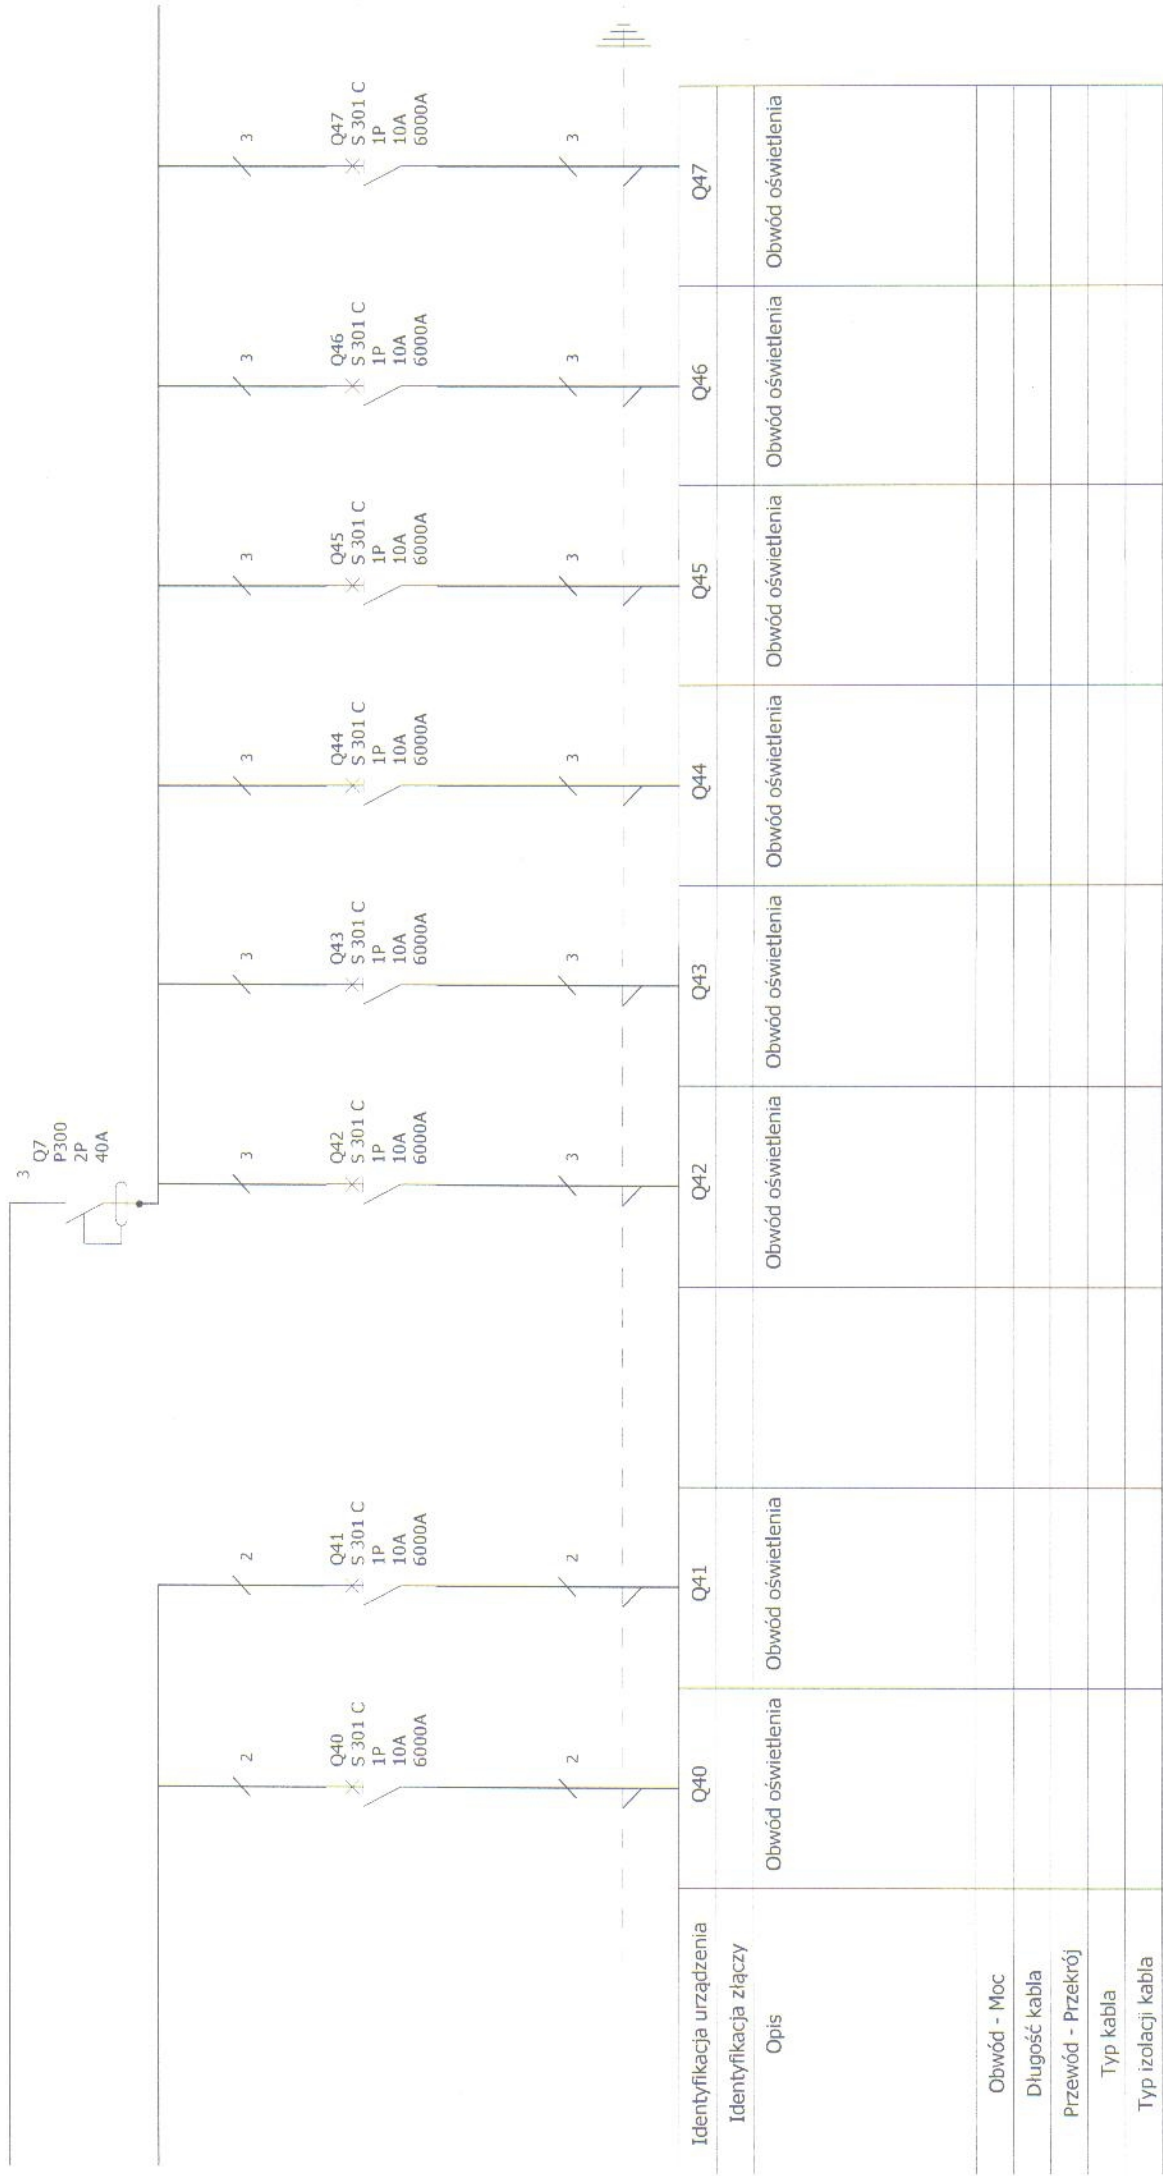 3
Q7
P300
2P
40A
2
Q40
S 301 C
1P
10A
6000A
2
2
Q41
S 301 C
1P
10A
6000A
2
3
Q42
S 301 C
1P
10A
6000A
3
3
Q43
S 301 C
1P
10A
6000A
3
3
Q44
S 301 C
1P
10A
6000A
3
3
Q45
S 301 C
1P
10A
6000A
3
3
Q46
S 301 C
1P
10A
6000A
3
3
Q47
S 301 C
1P
10A
6000A
3
Identyfikacja urządzenia
Q40
Q41
Q42
Q43
Q44
Q45
Q46
Q47
Identyfikacja złączy
Opis
Obwód oświetlenia
Obwód oświetlenia
Obwód oświetlenia
Obwód oświetlenia
Obwód oświetlenia
Obwód oświetlenia
Obwód oświetlenia
Obwód oświetlenia
Obwód - Moc
Długość kabla
Przewód - Przekrój
Typ kabla
Typ izolacji kabla